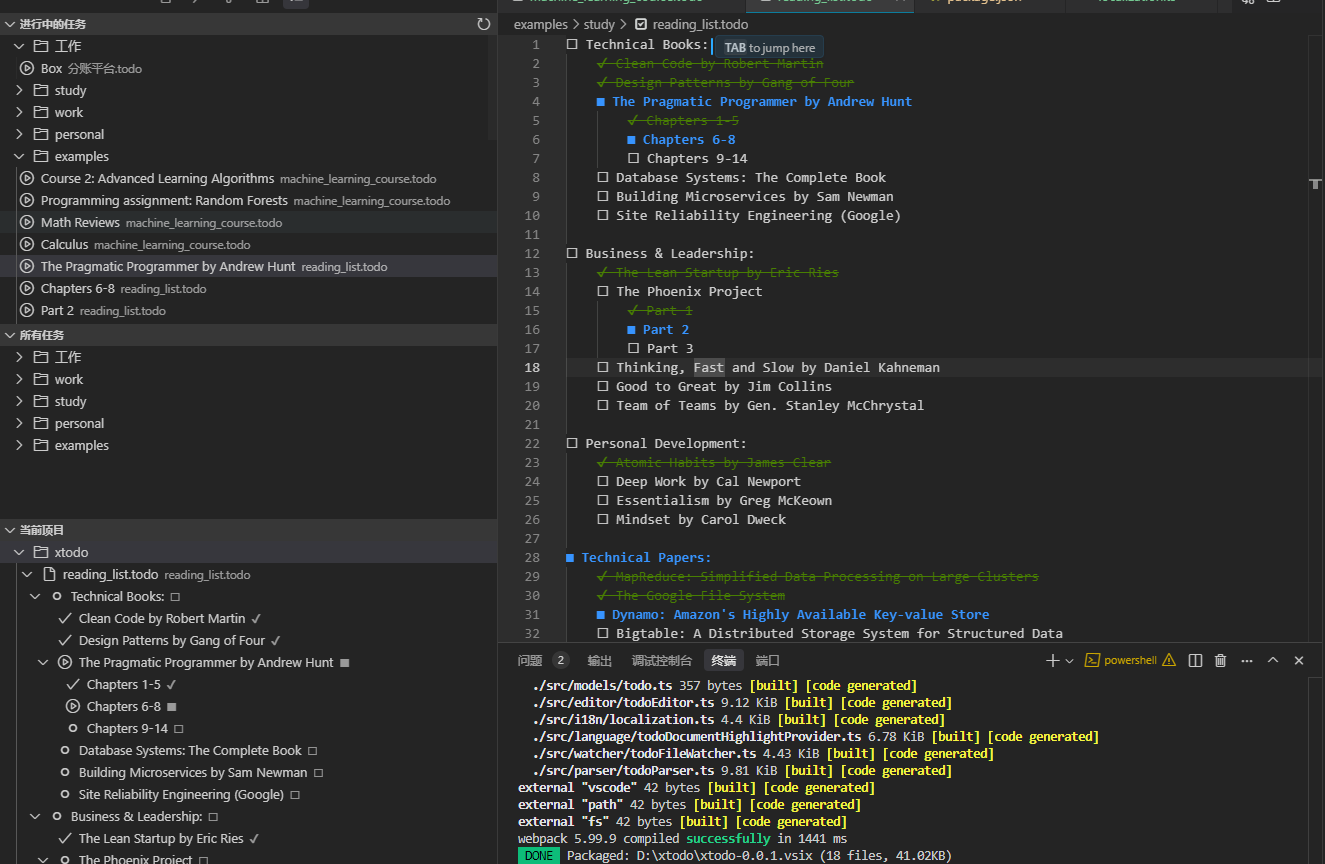 进行中的任务
工作
Box 分账平台.todo
study
work
personal
examples
Course 2: Advanced Learning Algorithms machine_learning_course.todo
Programming assignment: Random Forests machine_learning_course.todo
Math Reviews machine_learning_course.todo
Calculus machine_learning_course.todo
The Pragmatic Programmer by Andrew Hunt reading_list.todo
Chapters 6-8 reading_list.todo
Part 2 reading_list.todo
所有任务
工作
work
study
personal
examples
当前项目
xtodo
reading_list.todo reading_list.todo
Technical Books: □
✓ Clean Code by Robert Martin ✓
✓ Design Patterns by Gang of Four ✓
The Pragmatic Programmer by Andrew Hunt ■
✓ Chapters 1-5 ✓
Chapters 6-8 ■
Chapters 9-14 □
Database Systems: The Complete Book □
Building Microservices by Sam Newman □
Site Reliability Engineering (Google) □
Business & Leadership: □
✓ The Lean Startup by Eric Ries ✓
The Phoenix Project □
examples > study > reading_list.todo
1 □ Technical Books: TAB to jump here
2 ✓ Clean Code by Robert Martin
3 ✓ Design Patterns by Gang of Four
4 ■ The Pragmatic Programmer by Andrew Hunt
5 ✓ Chapters 1-5
6 ■ Chapters 6-8
7 □ Chapters 9-14
8 □ Database Systems: The Complete Book
9 □ Building Microservices by Sam Newman
10 □ Site Reliability Engineering (Google)
11
12 □ Business & Leadership:
13 ✓ The Lean Startup by Eric Ries
14 □ The Phoenix Project
15 ✓ Part 1
16 ■ Part 2
17 □ Part 3
18 □ Thinking, Fast and Slow by Daniel Kahneman
19 □ Good to Great by Jim Collins
20 □ Team of Teams by Gen. Stanley McChrystal
21
22 □ Personal Development:
23 ✓ Atomic Habits by James Clear
24 □ Deep Work by Cal Newport
25 □ Essentialism by Greg McKeown
26 □ Mindset by Carol Dweck
27
28 ■ Technical Papers:
29 ✓ MapReduce: Simplified Data Processing on Large Clusters
30 ✓ The Google File System
31 ■ Dynamo: Amazon's Highly Available Key-value Store
32 □ Bigtable: A Distributed Storage System for Structured Data
问题 2 输出 调试控制台 终端 端口 powershell
./src/models/todo.ts 357 bytes [built] [code generated]
./src/editor/todoEditor.ts 9.12 KiB [built] [code generated]
./src/i18n/localization.ts 4.4 KiB [built] [code generated]
./src/language/todoDocumentHighlightProvider.ts 6.78 KiB [built] [code generated]
./src/watcher/todoFileWatcher.ts 4.43 KiB [built] [code generated]
./src/parser/todoParser.ts 9.81 KiB [built] [code generated]
external "vscode" 42 bytes [built] [code generated]
external "path" 42 bytes [built] [code generated]
external "fs" 42 bytes [built] [code generated]
webpack 5.99.9 compiled successfully in 1441 ms
DONE Packaged: D:\xtodo\xtodo-0.0.1.vsix (18 files, 41.02KB)